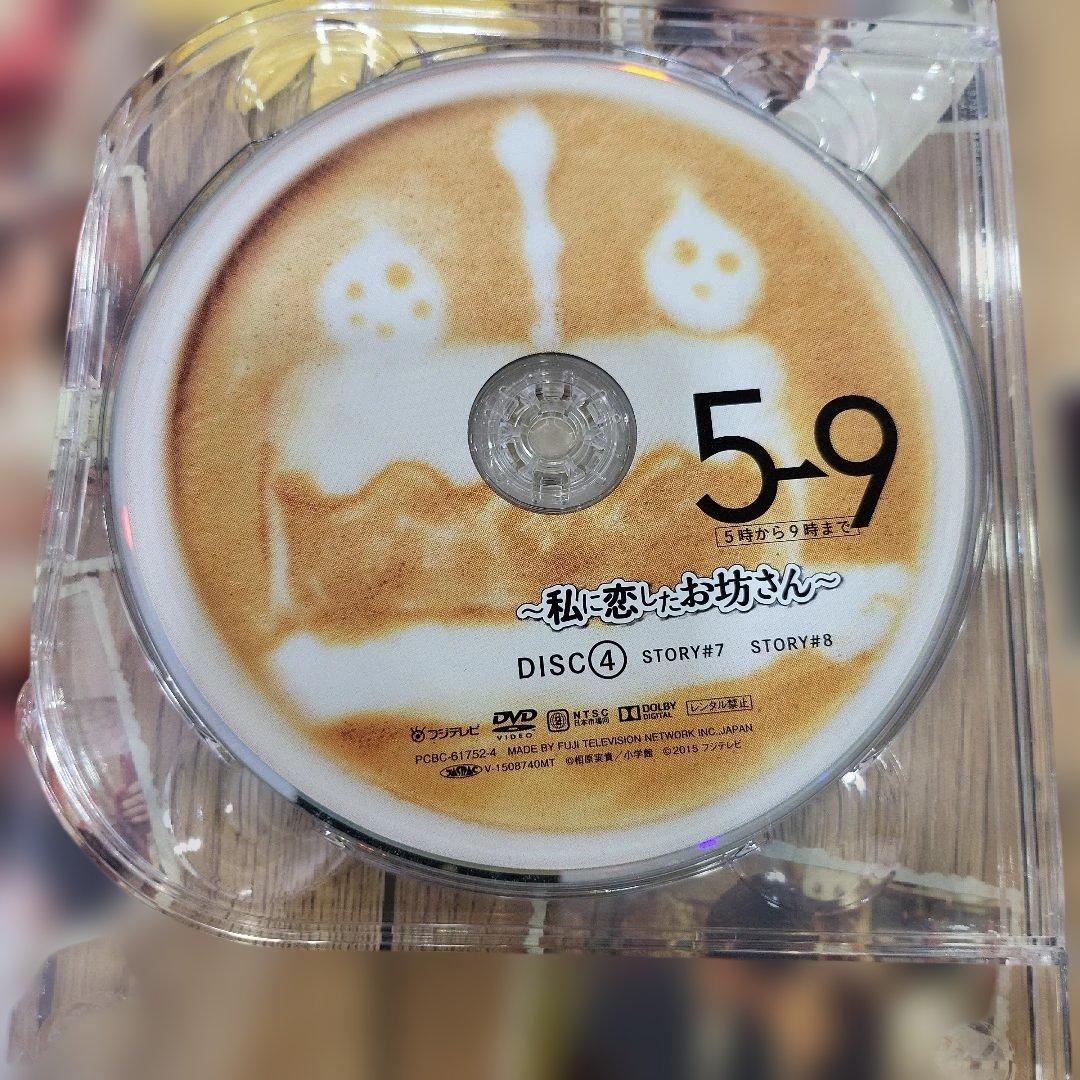 5→9
5時から9時まで
～私に恋したお坊さん～
DISC④ STORY#7 STORY#8
フジテレビ DVD VIDEO 2 NTSC 日本市場向 DOLBY DIGITAL レンタル禁止
PCBC-61752-4 MADE BY FUJI TELEVISION NETWORK INC.,JAPAN
JASRAC V-1508740MT ©相原実貴／小学館 ©2015 フジテレビ